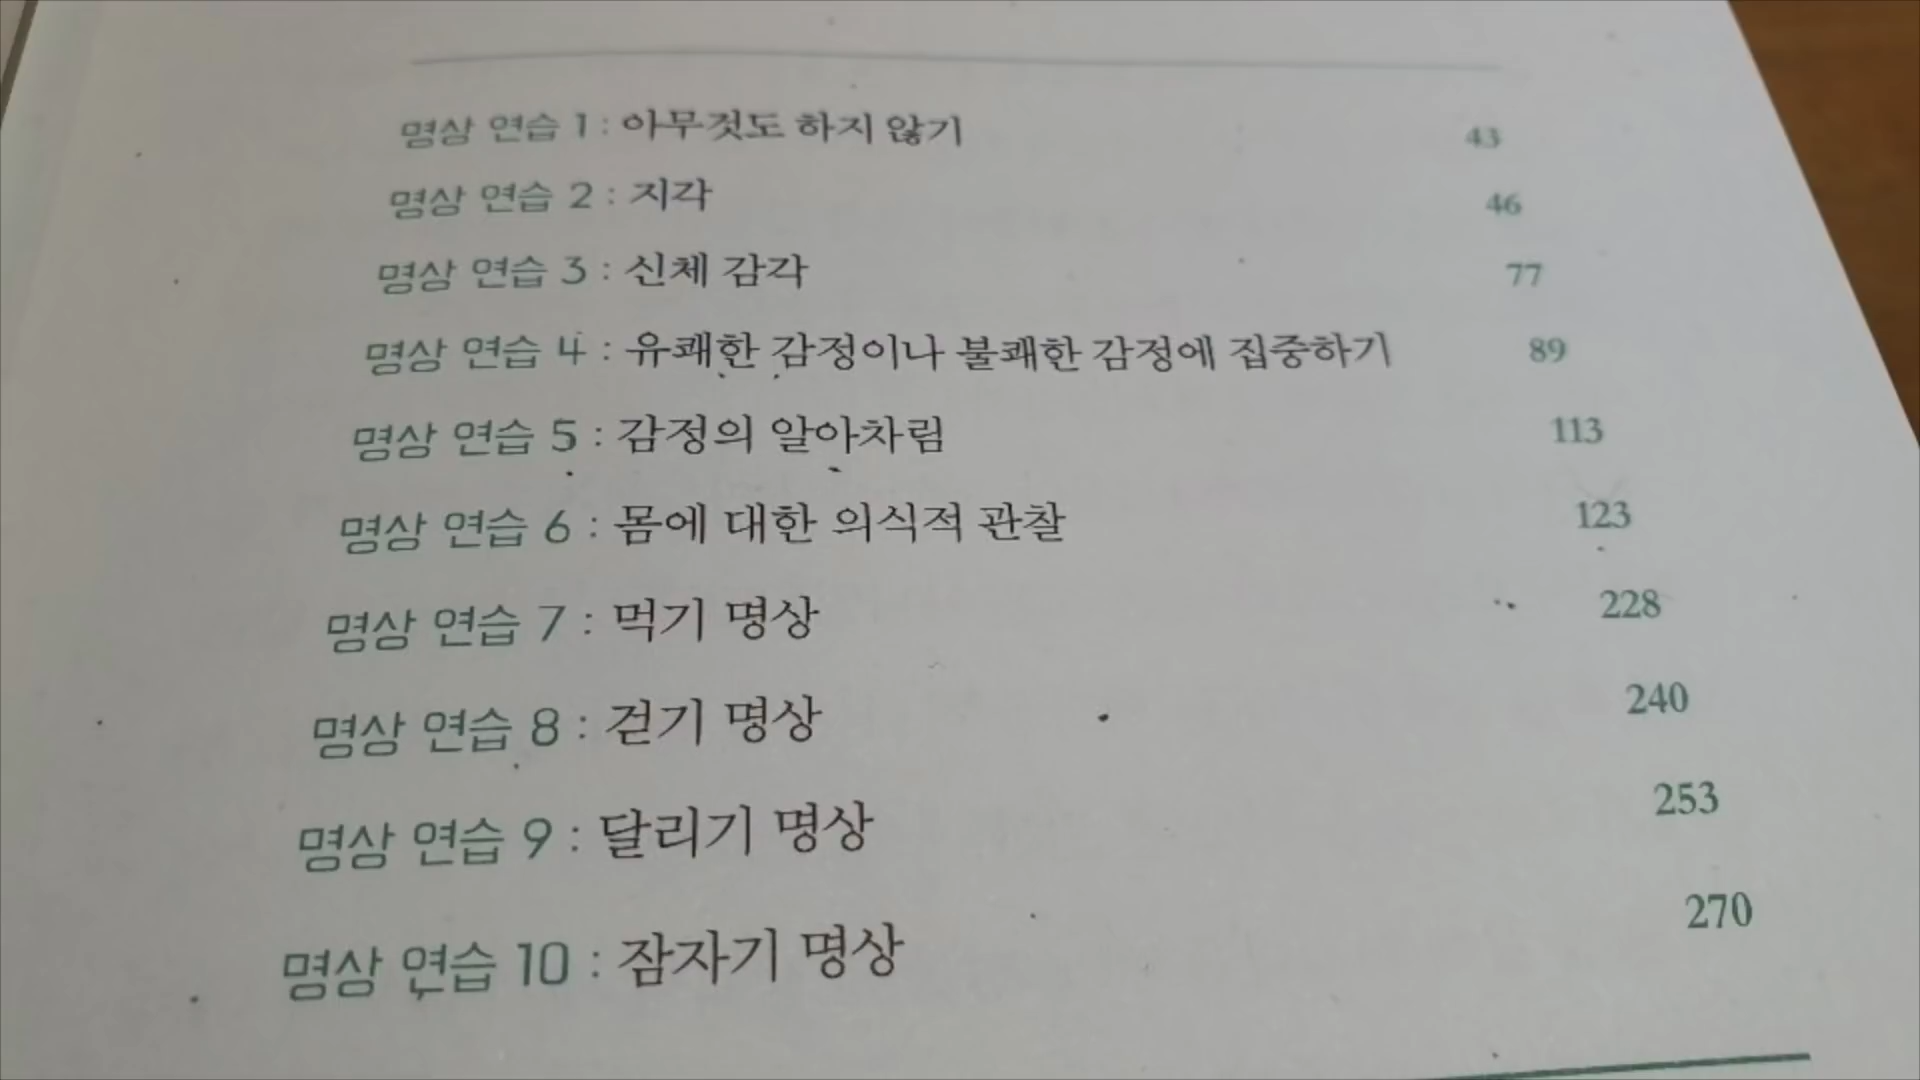 명상 연습 1 : 아무것도 하지 않기 43
명상 연습 2 : 지각 46
명상 연습 3 : 신체 감각 77
명상 연습 4 : 유쾌한 감정이나 불쾌한 감정에 집중하기 89
명상 연습 5 : 감정의 알아차림 113
명상 연습 6 : 몸에 대한 의식적 관찰 123
명상 연습 7 : 먹기 명상 228
명상 연습 8 : 걷기 명상 240
명상 연습 9 : 달리기 명상 253
명상 연습 10 : 잠자기 명상 270